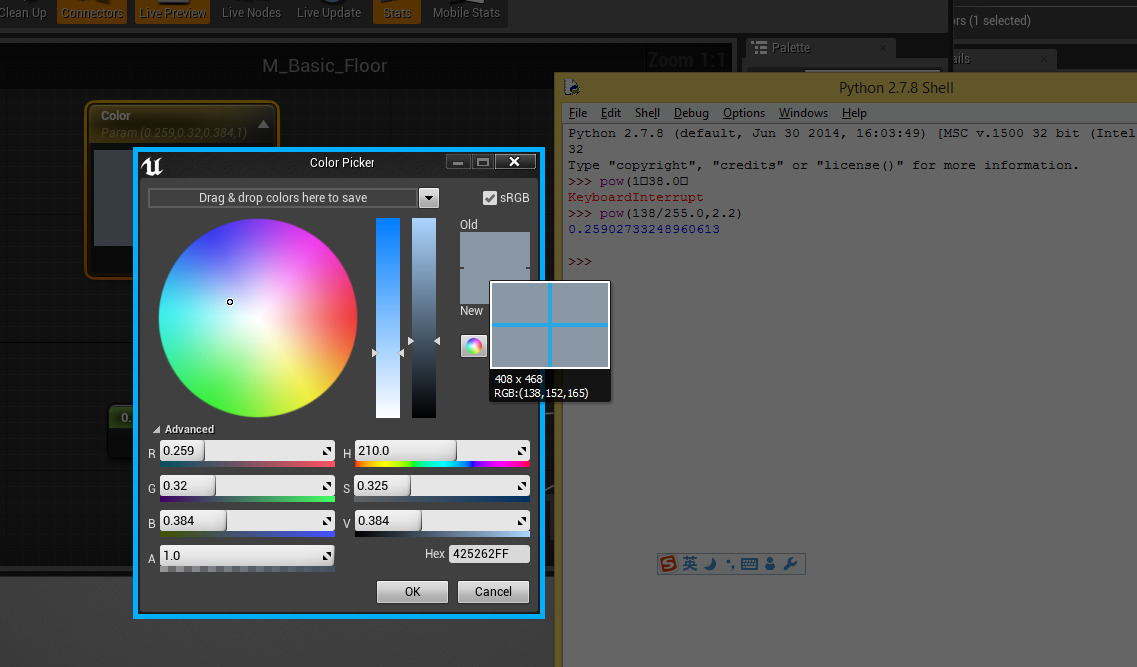 Clean Up
Connectors
Live Preview
Live Nodes
Live Update
Stats
Mobile Stats
ors (1 selected)
Palette
ails
M_Basic_Floor
Zoom 1:1
Python 2.7.8 Shell
File Edit Shell Debug Options Windows Help
Python 2.7.8 (default, Jun 30 2014, 16:03:49) [MSC v.1500 32 bit (Intel
32
Type "copyright", "credits" or "license()" for more information.
>>> pow(1□38.0□
KeyboardInterrupt
>>> pow(138/255.0,2.2)
0.25902733248960613
>>>
Color
Param (0.259,0.32,0.384,1)
Color Picker
Drag & drop colors here to save
sRGB
Old
New
408 x 468
RGB:(138,152,165)
0.
Advanced
R 0.259
H 210.0
G 0.32
S 0.325
B 0.384
V 0.384
A 1.0
Hex 425262FF
OK
Cancel
S 英